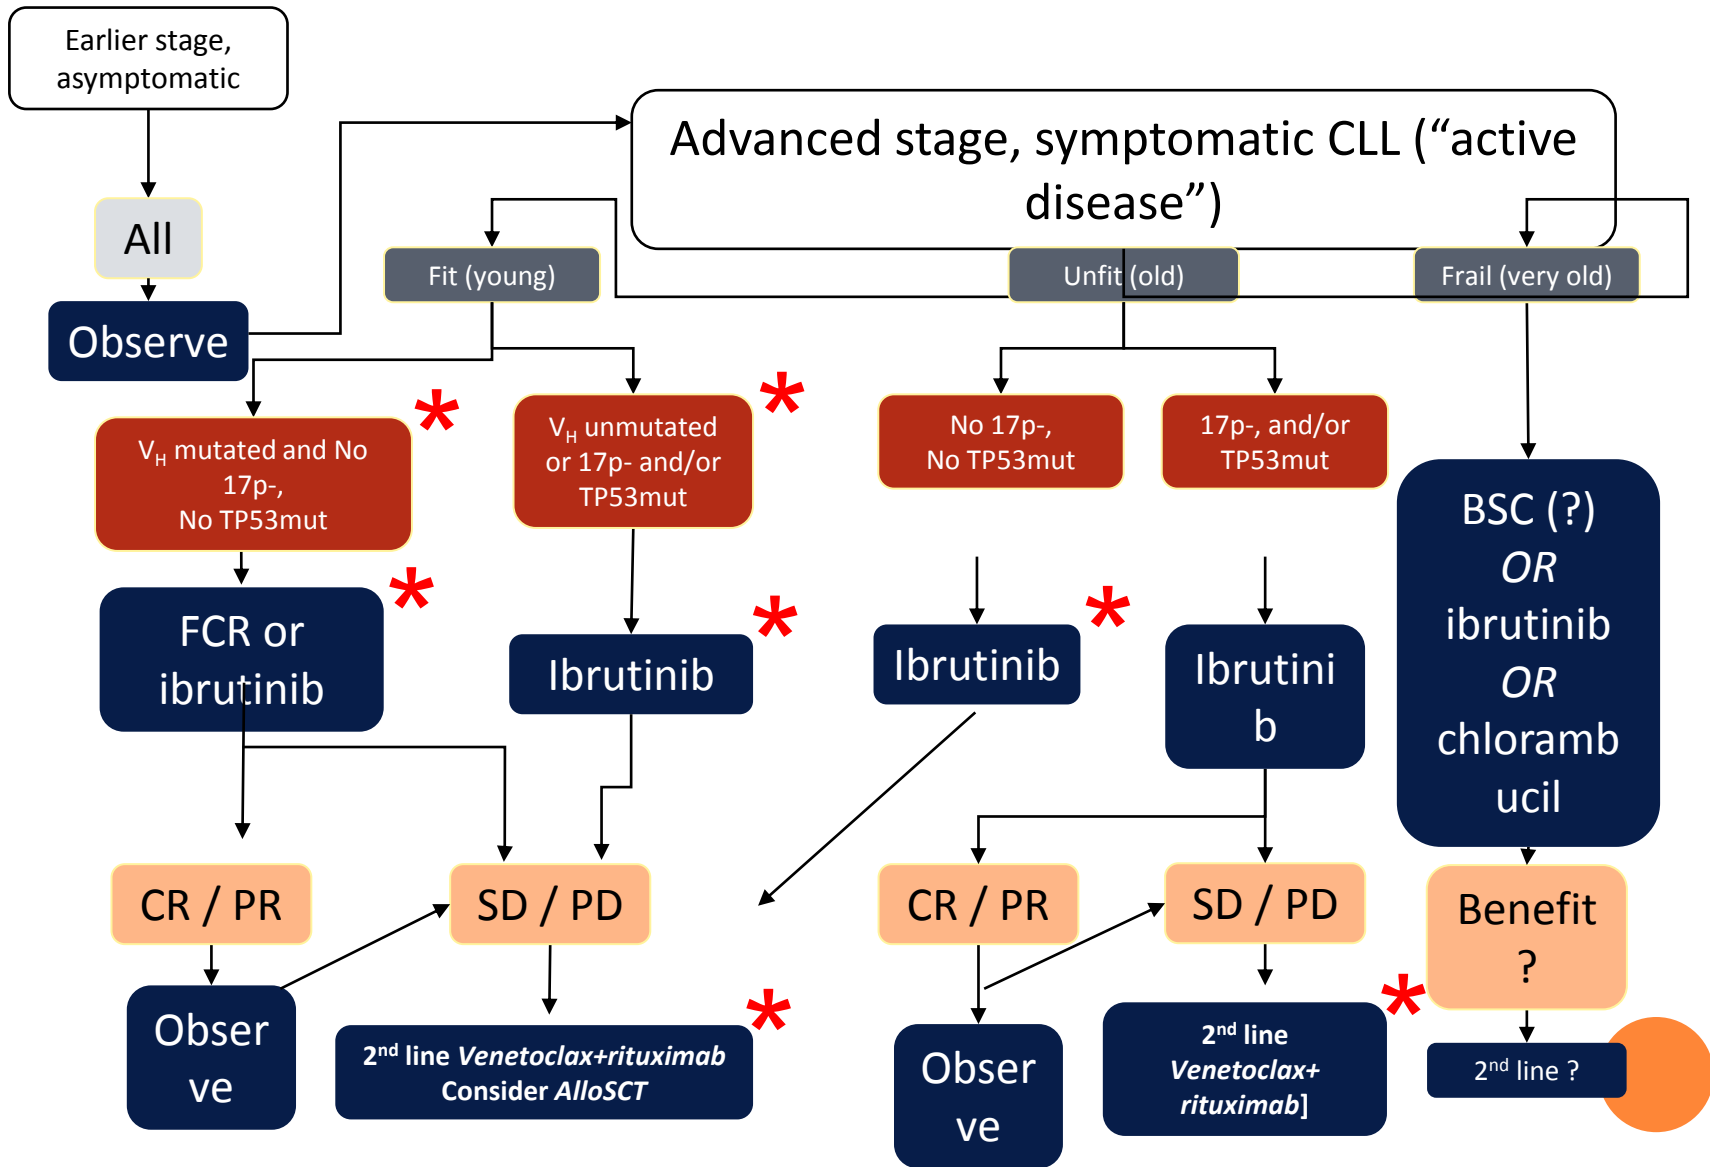 Earlier stage,
asymptomatic
Advanced stage, symptomatic CLL (“active
disease”)
All
Fit (young)
Unfit (old)
Frail (very old)
Observe
*
*
V_H mutated and No
17p-,
No TP53mut
V_H unmutated
or 17p- and/or
TP53mut
No 17p-,
No TP53mut
17p-, and/or
TP53mut
BSC (?)
OR
ibrutinib
OR
chloramb
ucil
*
*
*
FCR or
ibrutinib
Ibrutinib
Ibrutinib
Ibrutini
b
CR / PR
SD / PD
CR / PR
SD / PD
Benefit
?
Obser
ve
*
2nd line Venetoclax+rituximab
Consider AlloSCT
Obser
ve
*
2nd line
Venetoclax+
rituximab]
2nd line ?